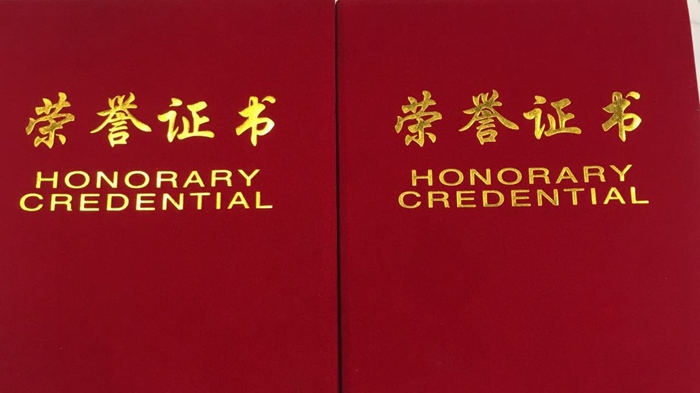 荣誉证书
HONORARY
CREDENTIAL
荣誉证书
HONORARY
CREDENTIAL